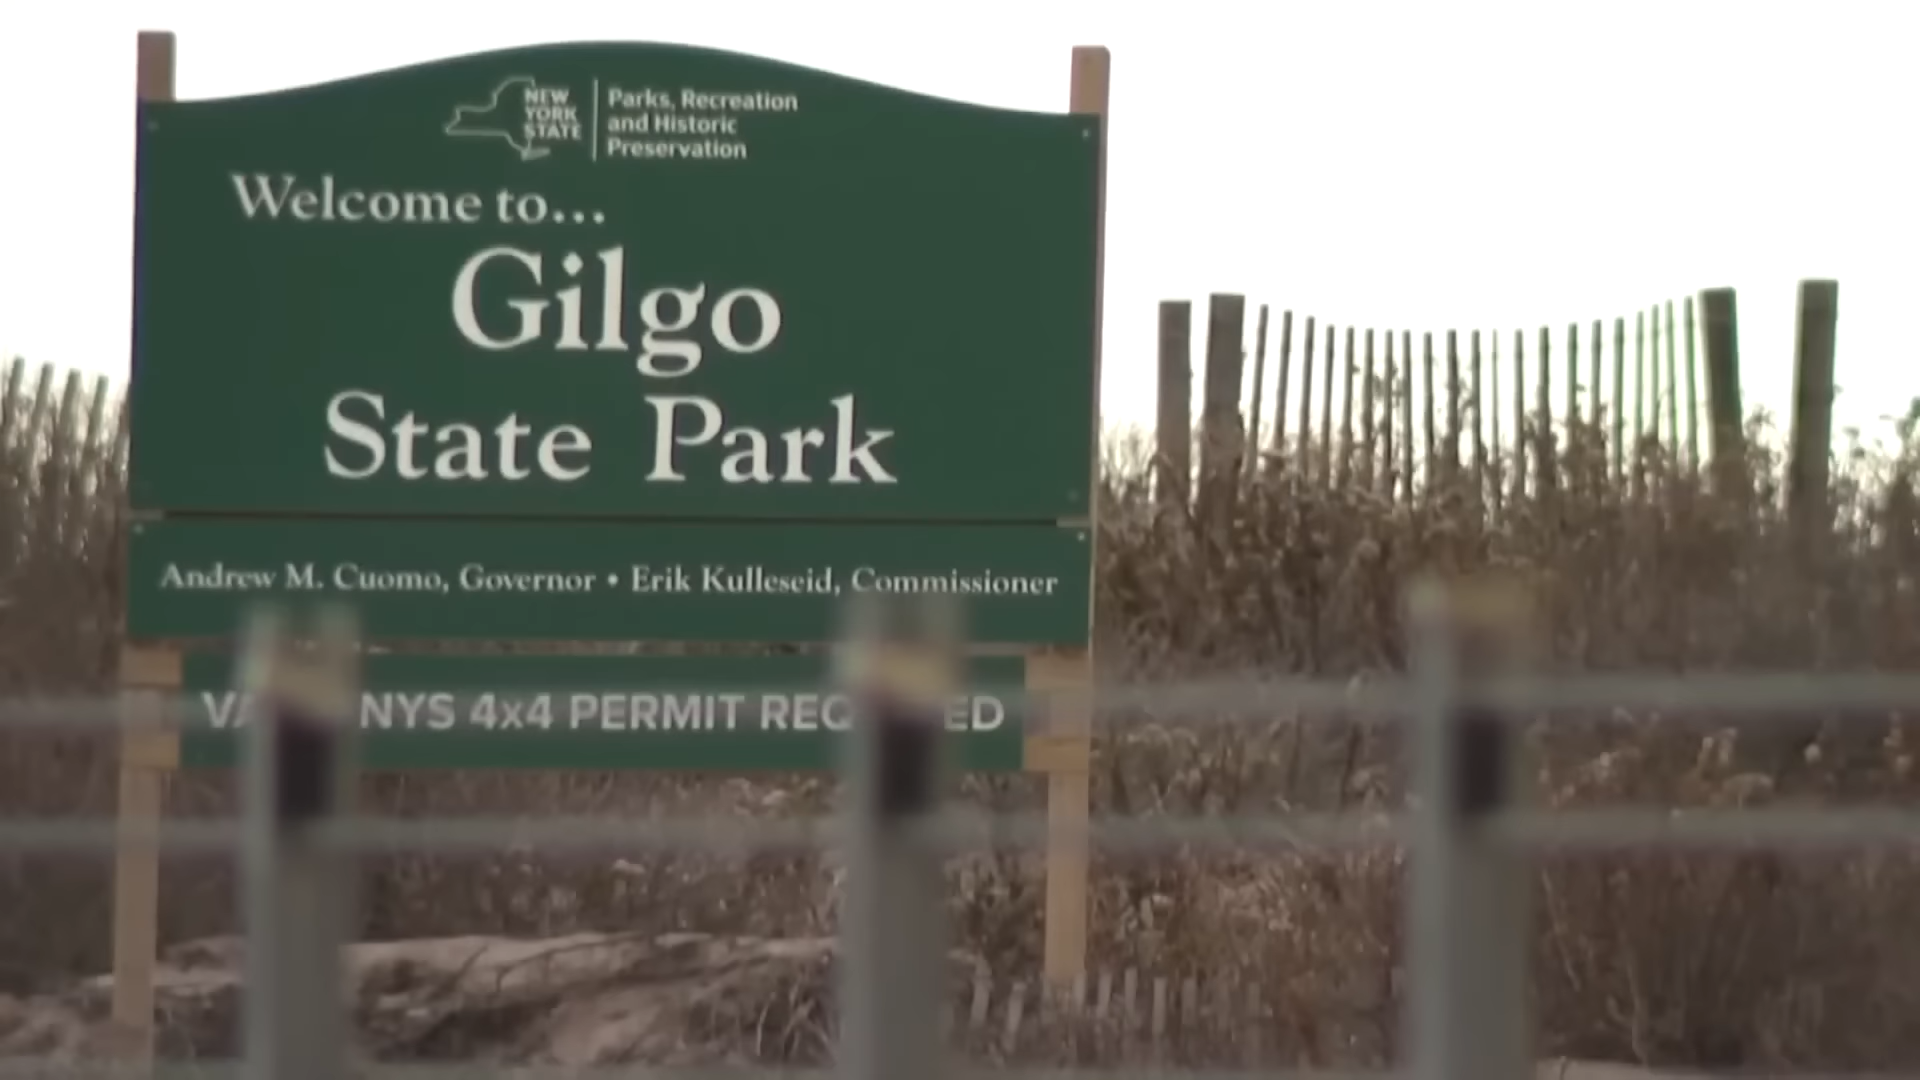 NEW
YORK
STATE
Parks, Recreation
and Historic
Preservation
Welcome to...
Gilgo
State Park
Andrew M. Cuomo, Governor • Erik Kulleseid, Commissioner
NYS 4x4 PERMIT